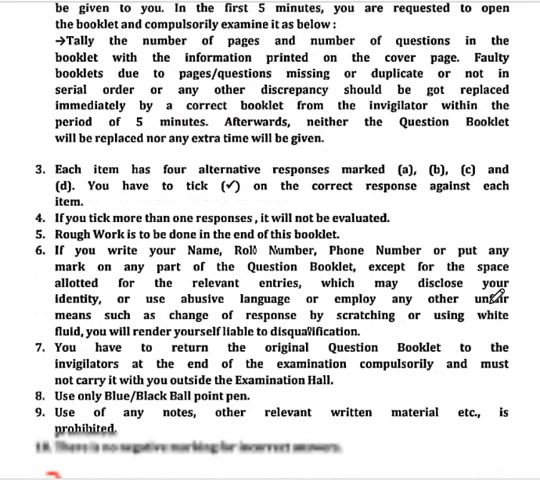 be given to you. In the first 5 minutes, you are requested to open
the booklet and compulsorily examine it as below :
→Tally the number of pages and number of questions in the
booklet with the information printed on the cover page. Faulty
booklets due to pages/questions missing or duplicate or not in
serial order or any other discrepancy should be got replaced
immediately by a correct booklet from the invigilator within the
period of 5 minutes. Afterwards, neither the Question Booklet
will be replaced nor any extra time will be given.
3. Each item has four alternative responses marked (a), (b), (c) and
(d). You have to tick (✓) on the correct response against each
item.
4. If you tick more than one responses , it will not be evaluated.
5. Rough Work is to be done in the end of this booklet.
6. If you write your Name, Roll Number, Phone Number or put any
mark on any part of the Question Booklet, except for the space
allotted for the relevant entries, which may disclose your
identity, or use abusive language or employ any other unfair
means such as change of response by scratching or using white
fluid, you will render yourself liable to disqualification.
7. You have to return the original Question Booklet to the
invigilators at the end of the examination compulsorily and must
not carry it with you outside the Examination Hall.
8. Use only Blue/Black Ball point pen.
9. Use of any notes, other relevant written material etc., is
prohibited.
10. There is no negative marking for incorrect answers.